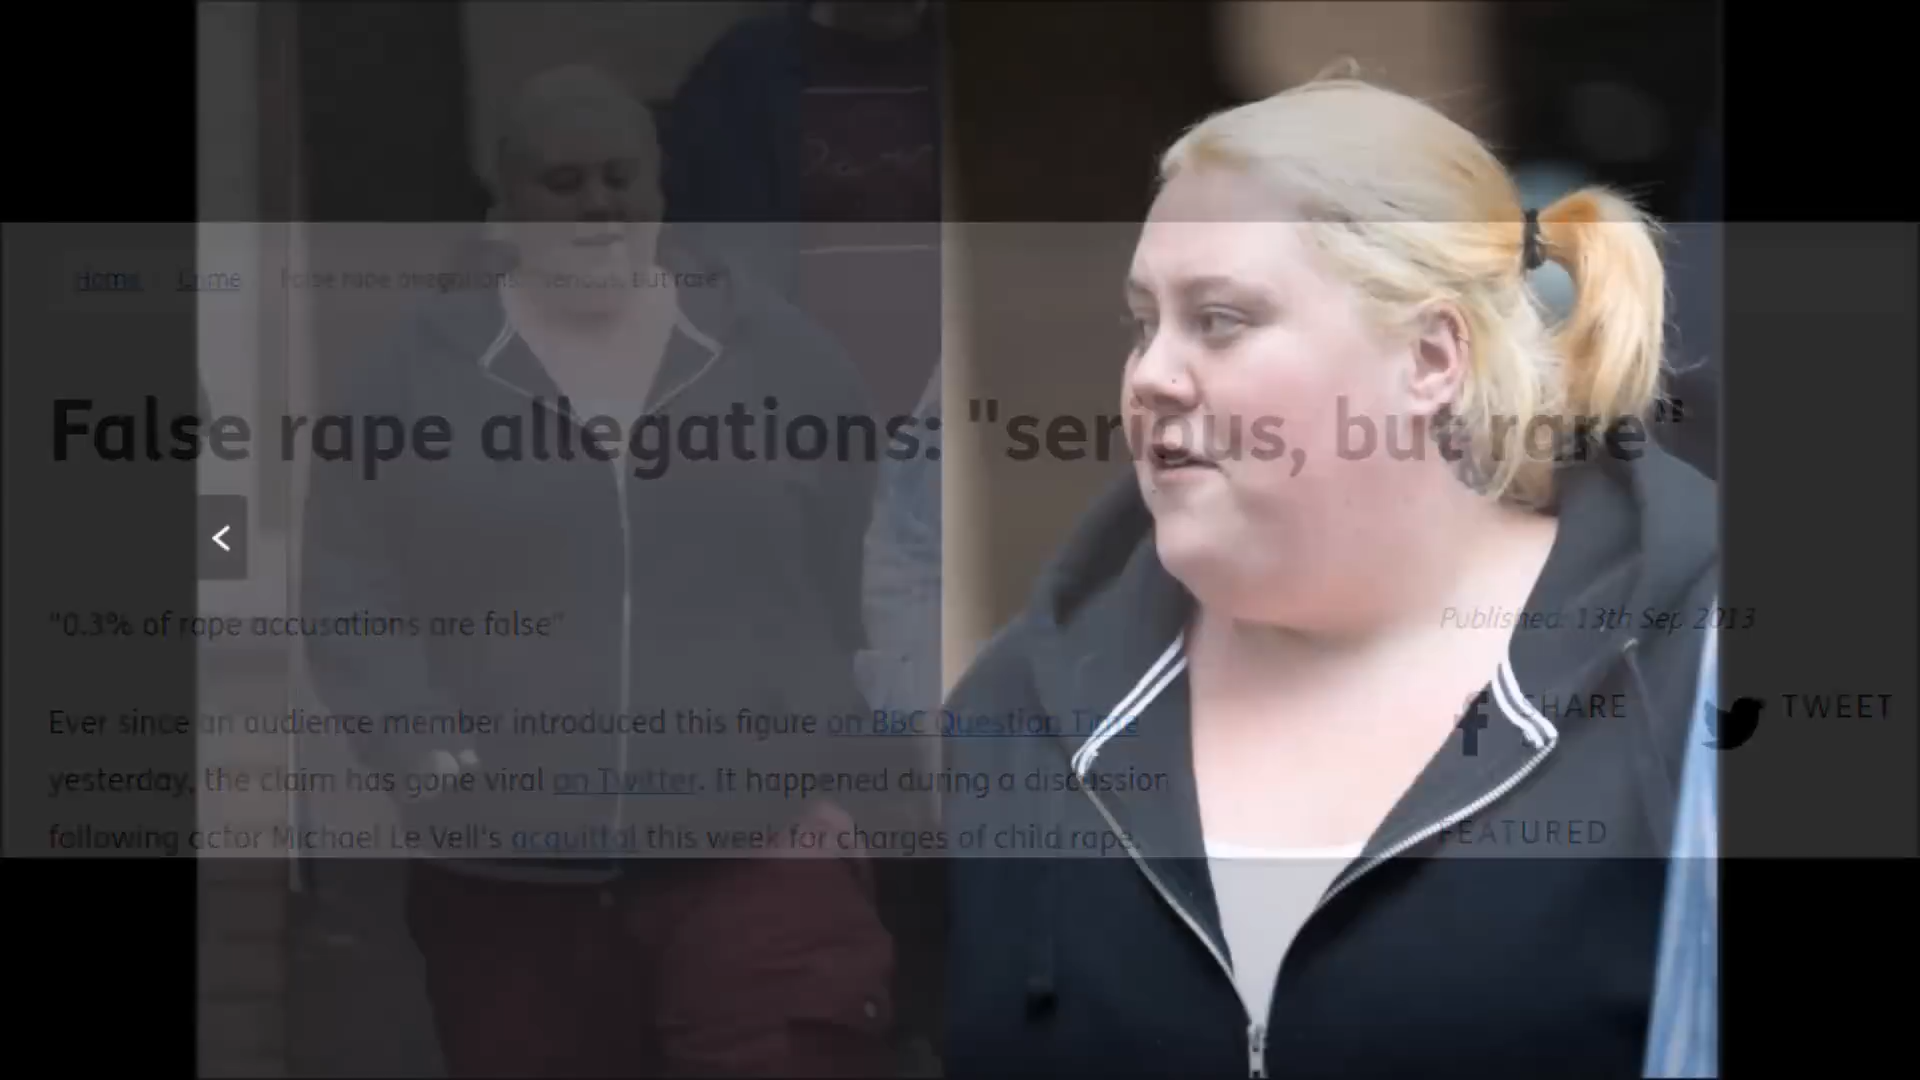 Home Crime False rape allegations: "serious, but rare"
False rape allegations: "serious, but rare"
"0.3% of rape accusations are false"
Published: 13th Sep 2013
Ever since an audience member introduced this figure on BBC Question Time
yesterday, the claim has gone viral on Twitter. It happened during a discussion
following actor Michael Le Vell's acquittal this week for charges of child rape.
SHARE
TWEET
FEATURED